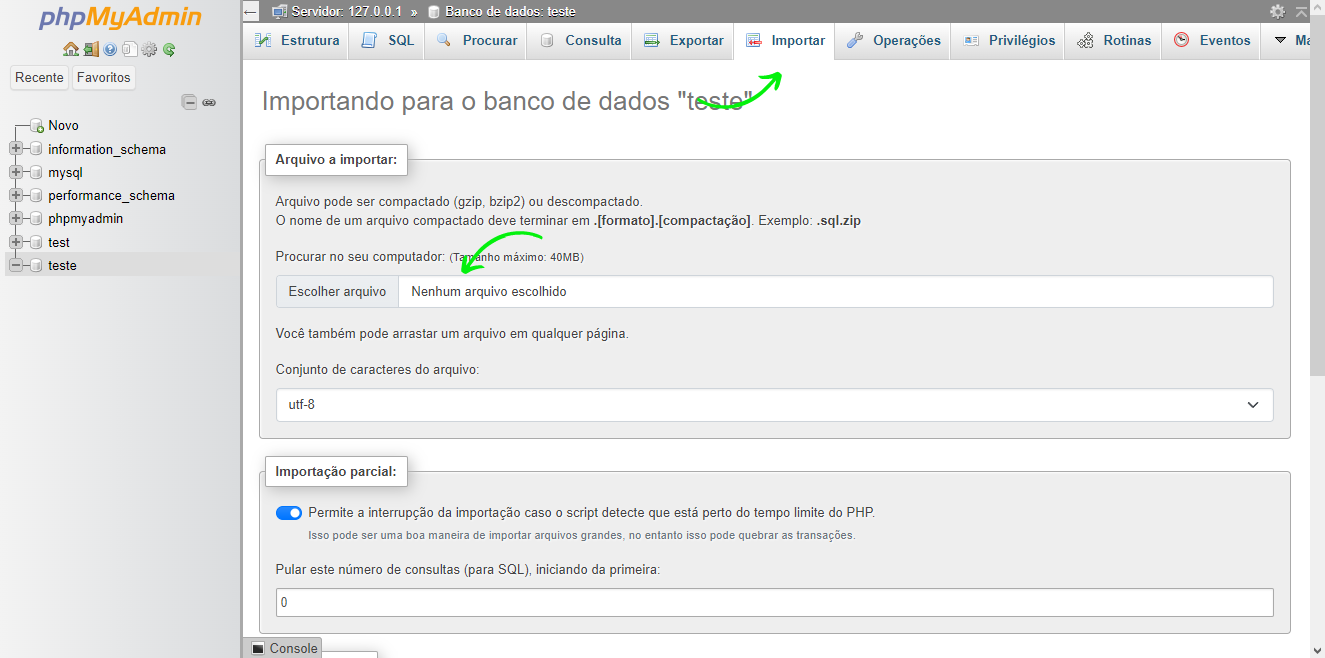 phpMyAdmin
Recente Favoritos
Novo
information_schema
mysql
performance_schema
phpmyadmin
test
teste
Servidor: 127.0.0.1 » Banco de dados: teste
Estrutura SQL Procurar Consulta Exportar Importar Operações Privilégios Rotinas Eventos Ma
Importando para o banco de dados "teste"
Arquivo a importar:
Arquivo pode ser compactado (gzip, bzip2) ou descompactado.
O nome de um arquivo compactado deve terminar em .[formato].[compactação]. Exemplo: .sql.zip
Procurar no seu computador: (Tamanho máximo: 40MB)
Escolher arquivo Nenhum arquivo escolhido
Você também pode arrastar um arquivo em qualquer página.
Conjunto de caracteres do arquivo:
utf-8
Importação parcial:
Permite a interrupção da importação caso o script detecte que está perto do tempo limite do PHP.
Isso pode ser uma boa maneira de importar arquivos grandes, no entanto isso pode quebrar as transações.
Pular este número de consultas (para SQL), iniciando da primeira:
0
Console